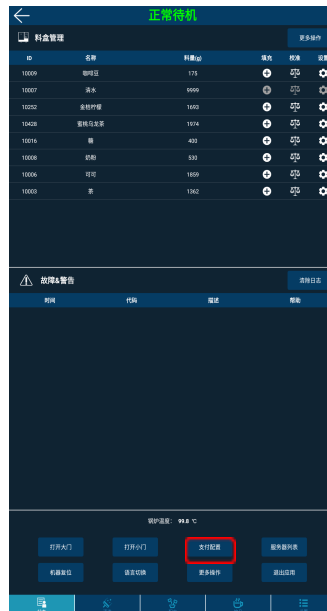 正常待机
料盒管理 更多操作
ID 名称 料量(g) 填充 校准 设置
10009 咖啡豆 175
10007 清水 9999
10252 金桔柠檬 1693
10428 蜜桃乌龙茶 1974
10016 糖 400
10008 奶粉 530
10006 可可 1859
10003 茶 1362
故障&警告 清除日志
时间 代码 描述 帮助
锅炉温度: 99.8 ℃
打开大门 打开小门 支付配置 服务器列表
机器复位 语言切换 更多操作 退出应用